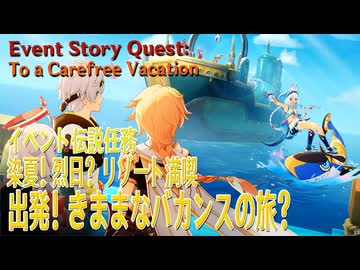 Event Story Quest:
To a Carefree Vacation
イベント伝説任務
染夏！烈日？リゾート満喫
出発！きままなバカンスの旅？